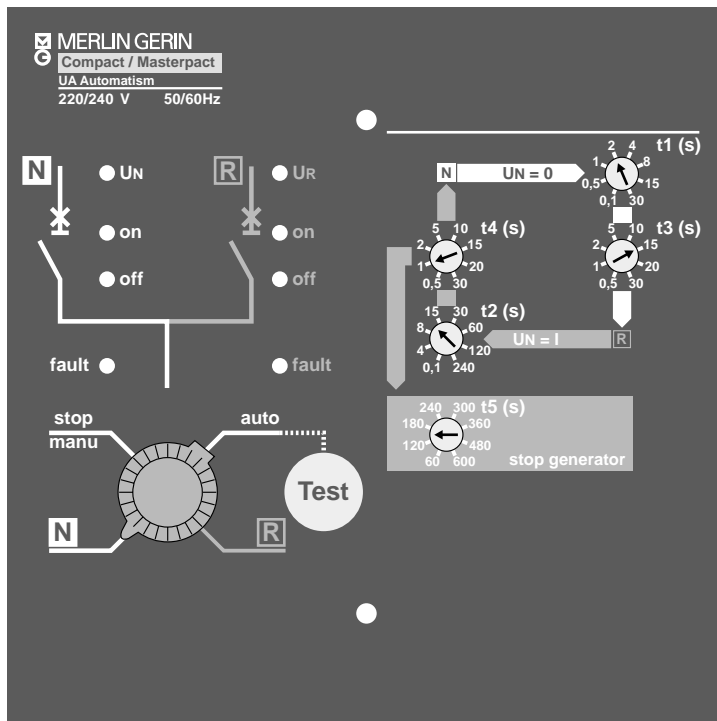 MERLIN GERIN
Compact / Masterpact
UA Automatism
220/240 V 50/60Hz
N
UN
R
UR
on
on
off
off
fault
fault
stop
manu
auto
Test
N
R
t1 (s)
0,1
0,5
1
2
4
8
15
30
N
UN = 0
t4 (s)
0,5
1
2
5
10
15
20
30
t3 (s)
0,5
1
2
5
10
15
20
30
t2 (s)
0,1
4
8
15
30
60
120
240
UN = I
R
t5 (s)
60
120
180
240
300
360
480
600
stop generator